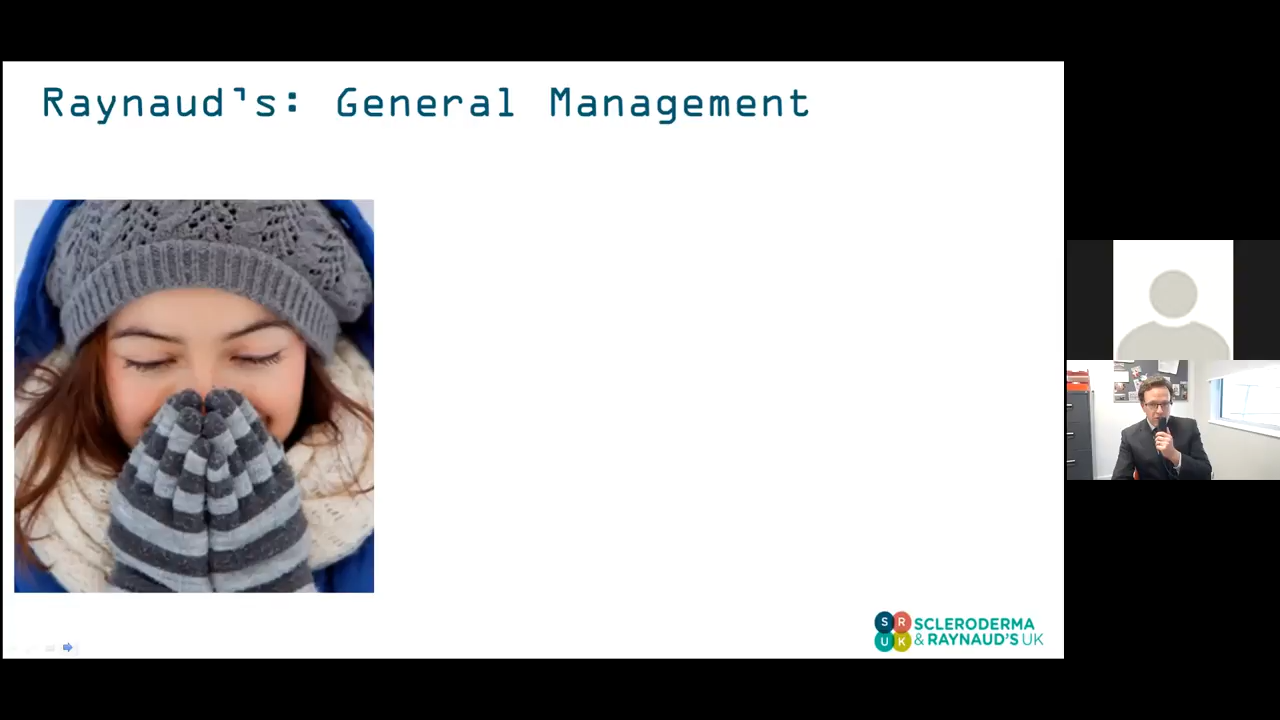 Raynaud's: General Management
S R SCLERODERMA
U K & RAYNAUD'S UK